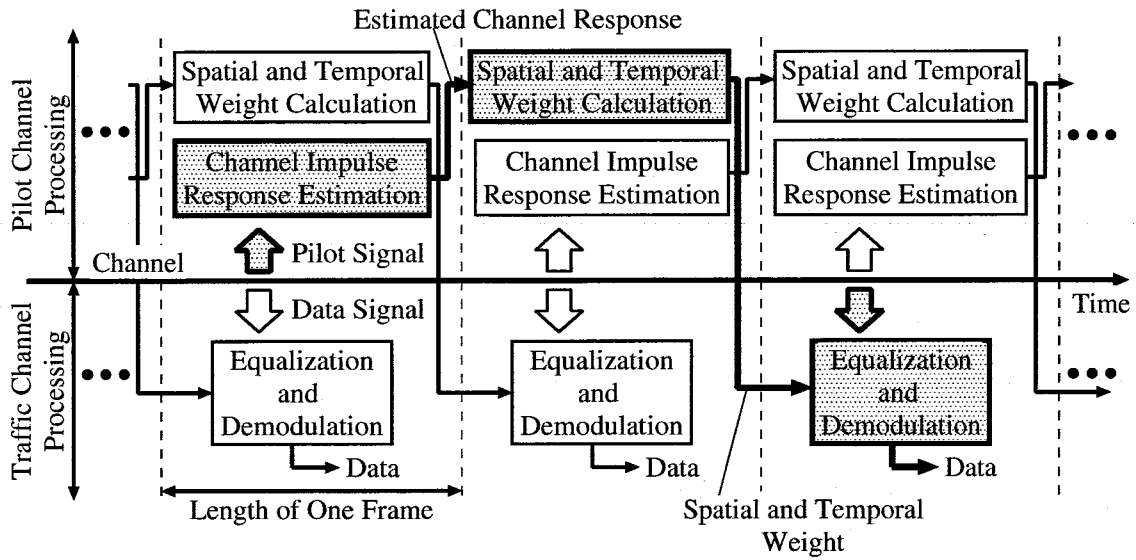 Estimated Channel Response
Pilot Channel
Processing
Spatial and Temporal
Weight Calculation
Spatial and Temporal
Weight Calculation
Spatial and Temporal
Weight Calculation
Channel Impulse
Response Estimation
Channel Impulse
Response Estimation
Channel Impulse
Response Estimation
Channel
Pilot Signal
Time
Data Signal
Traffic Channel
Processing
Equalization
and
Demodulation
Equalization
and
Demodulation
Equalization
and
Demodulation
Data
Data
Data
Length of One Frame
Spatial and Temporal
Weight